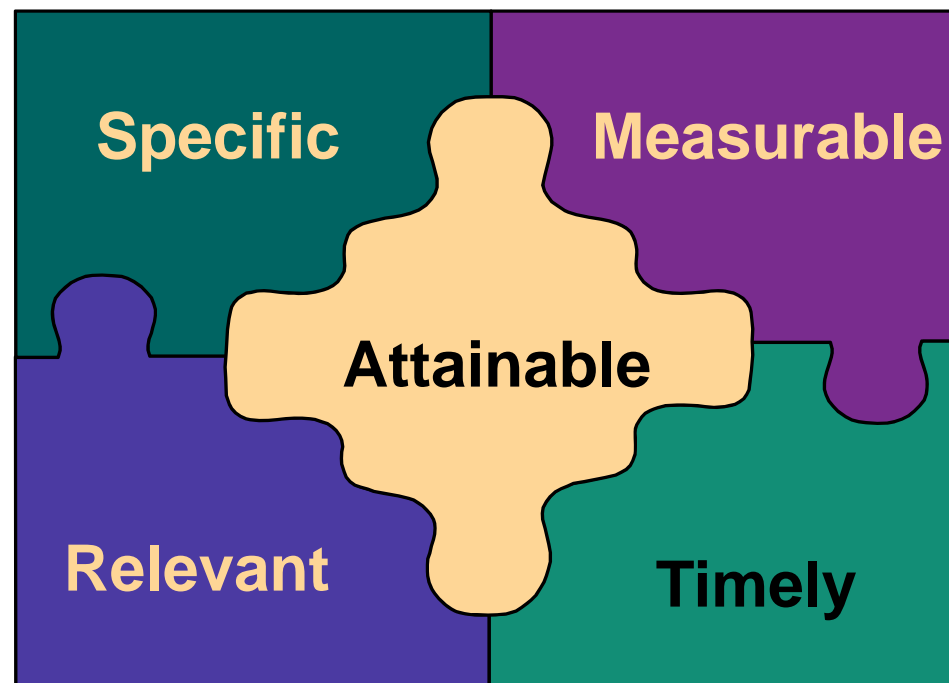 Specific
Measurable
Attainable
Relevant
Timely